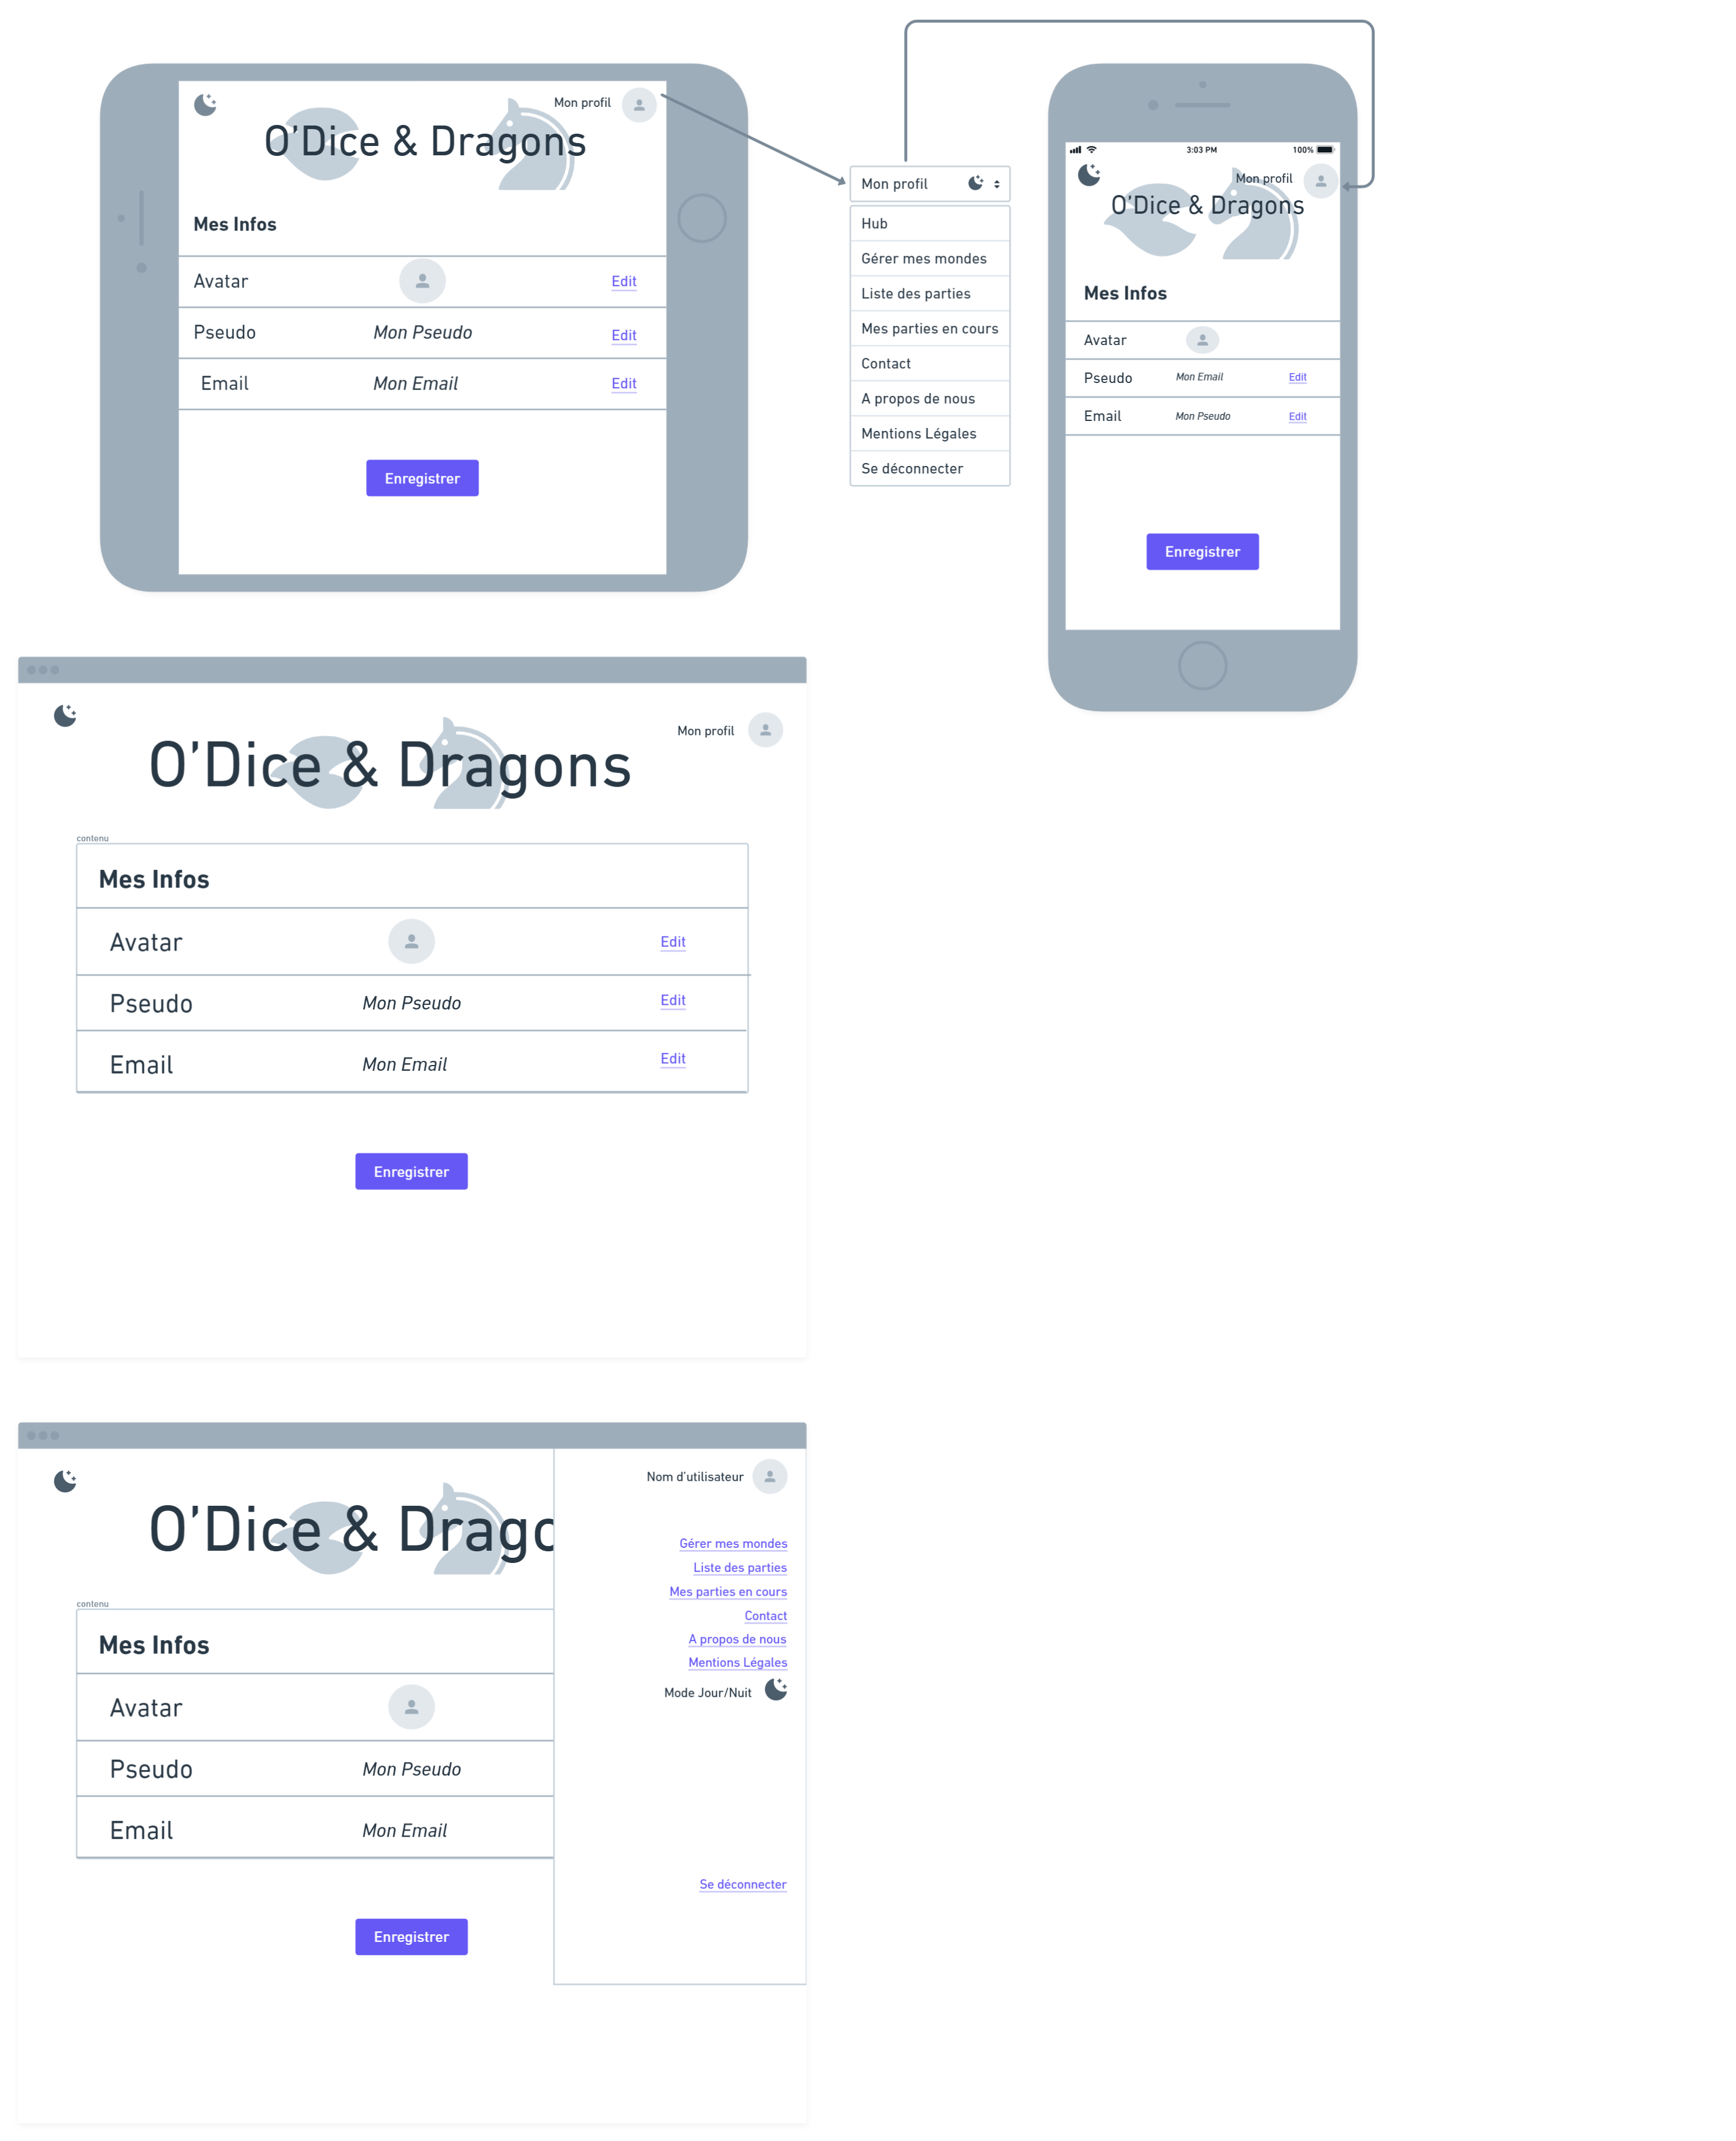 Mon profil
O'Dice & Dragons
Mes Infos
Avatar
Edit
Pseudo
Mon Pseudo
Edit
Email
Mon Email
Edit
Enregistrer
Mon profil
Hub
Gérer mes mondes
Liste des parties
Mes parties en cours
Contact
A propos de nous
Mentions Légales
Se déconnecter
3:03 PM
100%
Mon profil
O'Dice & Dragons
Mes Infos
Avatar
Pseudo
Mon Email
Edit
Email
Mon Pseudo
Edit
Enregistrer
Mon profil
O'Dice & Dragons
contenu
Mes Infos
Avatar
Edit
Pseudo
Mon Pseudo
Edit
Email
Mon Email
Edit
Enregistrer
O'Dice & Drago
contenu
Mes Infos
Avatar
Pseudo
Mon Pseudo
Email
Mon Email
Enregistrer
Nom d'utilisateur
Gérer mes mondes
Liste des parties
Mes parties en cours
Contact
A propos de nous
Mentions Légales
Mode Jour/Nuit
Se déconnecter